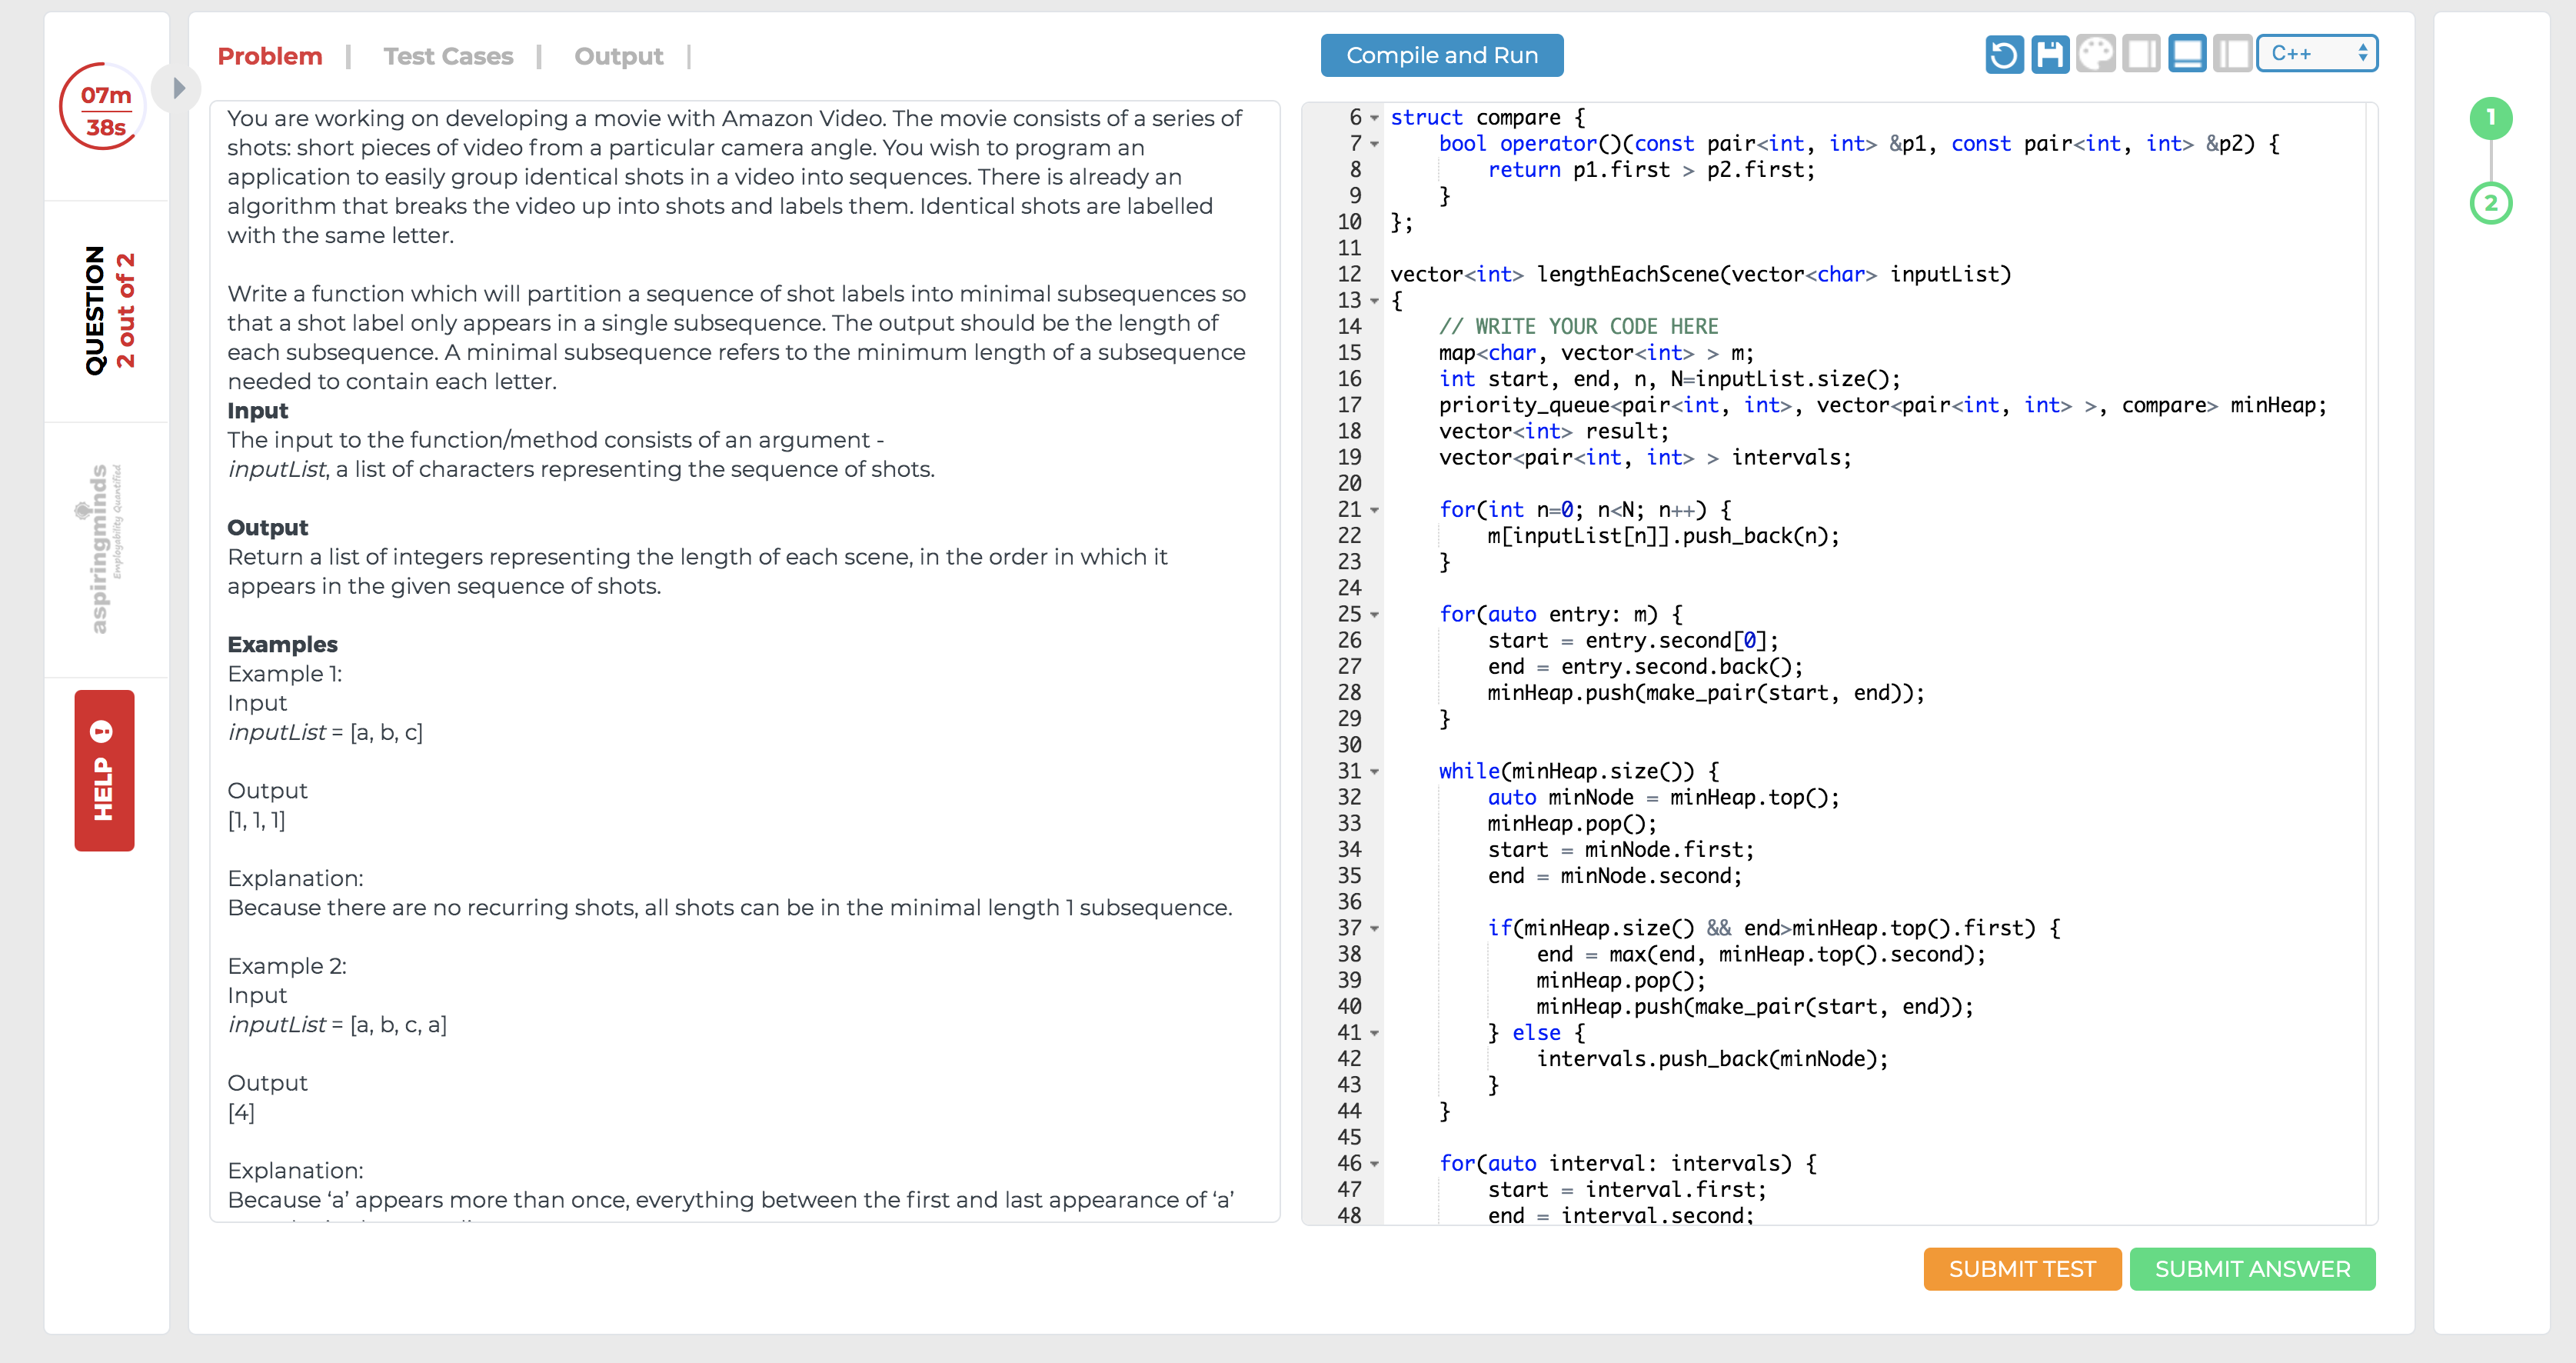 07m
38s
QUESTION
2 out of 2
aspiringminds
Employability Quantified
HELP
Problem | Test Cases | Output |
Compile and Run
C++
You are working on developing a movie with Amazon Video. The movie consists of a series of
shots: short pieces of video from a particular camera angle. You wish to program an
application to easily group identical shots in a video into sequences. There is already an
algorithm that breaks the video up into shots and labels them. Identical shots are labelled
with the same letter.
Write a function which will partition a sequence of shot labels into minimal subsequences so
that a shot label only appears in a single subsequence. The output should be the length of
each subsequence. A minimal subsequence refers to the minimum length of a subsequence
needed to contain each letter.
Input
The input to the function/method consists of an argument -
inputList, a list of characters representing the sequence of shots.
Output
Return a list of integers representing the length of each scene, in the order in which it
appears in the given sequence of shots.
Examples
Example 1:
Input
inputList = [a, b, c]
Output
[1, 1, 1]
Explanation:
Because there are no recurring shots, all shots can be in the minimal length 1 subsequence.
Example 2:
Input
inputList = [a, b, c, a]
Output
[4]
Explanation:
Because ‘a’ appears more than once, everything between the first and last appearance of ‘a’
6 struct compare {
7 bool operator()(const pair<int, int> &p1, const pair<int, int> &p2) {
8 return p1.first > p2.first;
9 }
10 };
11
12 vector<int> lengthEachScene(vector<char> inputList)
13 {
14 // WRITE YOUR CODE HERE
15 map<char, vector<int> > m;
16 int start, end, n, N=inputList.size();
17 priority_queue<pair<int, int>, vector<pair<int, int> >, compare> minHeap;
18 vector<int> result;
19 vector<pair<int, int> > intervals;
20
21 for(int n=0; n<N; n++) {
22 m[inputList[n]].push_back(n);
23 }
24
25 for(auto entry: m) {
26 start = entry.second[0];
27 end = entry.second.back();
28 minHeap.push(make_pair(start, end));
29 }
30
31 while(minHeap.size()) {
32 auto minNode = minHeap.top();
33 minHeap.pop();
34 start = minNode.first;
35 end = minNode.second;
36
37 if(minHeap.size() && end>minHeap.top().first) {
38 end = max(end, minHeap.top().second);
39 minHeap.pop();
40 minHeap.push(make_pair(start, end));
41 } else {
42 intervals.push_back(minNode);
43 }
44 }
45
46 for(auto interval: intervals) {
47 start = interval.first;
48 end = interval.second;
SUBMIT TEST
SUBMIT ANSWER
1
2